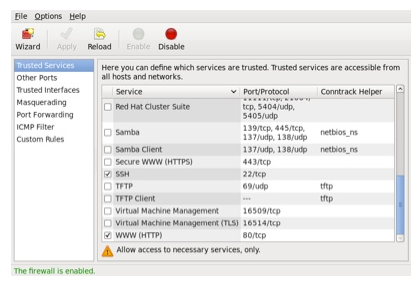 File Options Help
Wizard Apply Reload Enable Disable
Trusted Services
Other Ports
Trusted Interfaces
Masquerading
Port Forwarding
ICMP Filter
Custom Rules
Here you can define which services are trusted. Trusted services are accessible from
all hosts and networks.
Service Port/Protocol Conntrack Helper
Red Hat Cluster Suite
tcp, 5404/udp,
5405/udp
Samba 139/tcp, 445/tcp,
137/udp, 138/udp netbios_ns
Samba Client 137/udp, 138/udp netbios_ns
Secure WWW (HTTPS) 443/tcp
SSH 22/tcp
TFTP 69/udp tftp
TFTP Client --- tftp
Virtual Machine Management 16509/tcp
Virtual Machine Management (TLS) 16514/tcp
WWW (HTTP) 80/tcp
Allow access to necessary services, only.
The firewall is enabled.